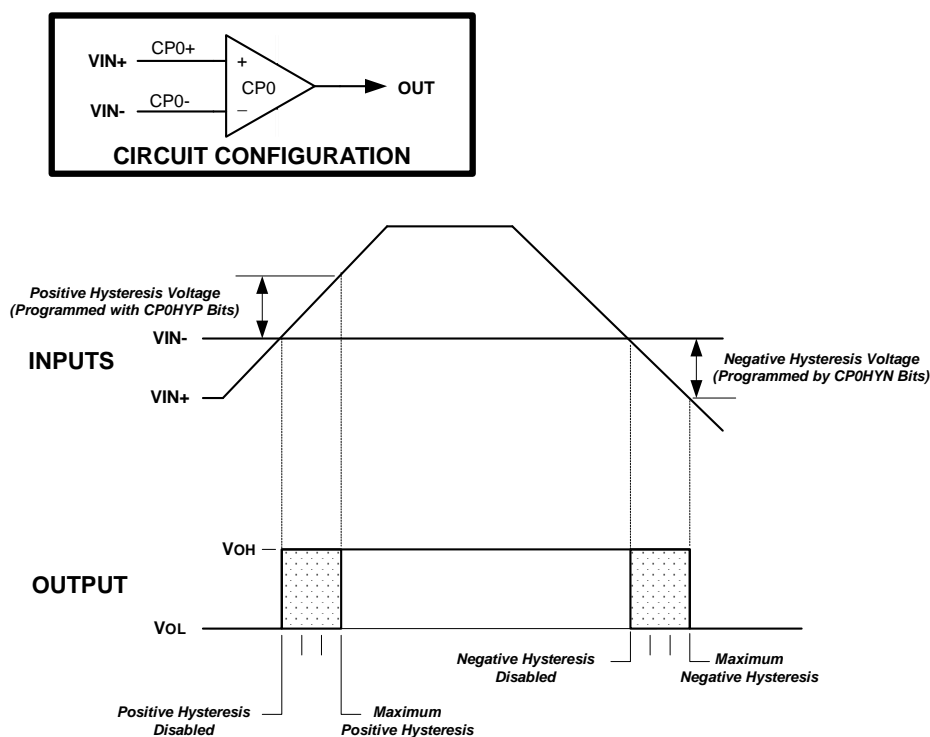 VIN+
CP0+
+
CP0
OUT
VIN-
CP0-
_
CIRCUIT CONFIGURATION
Positive Hysteresis Voltage
(Programmed with CP0HYP Bits)
VIN-
INPUTS
Negative Hysteresis Voltage
(Programmed by CP0HYN Bits)
VIN+
VOH
OUTPUT
VOL
Negative Hysteresis
Disabled
Maximum
Negative Hysteresis
Positive Hysteresis
Disabled
Maximum
Positive Hysteresis